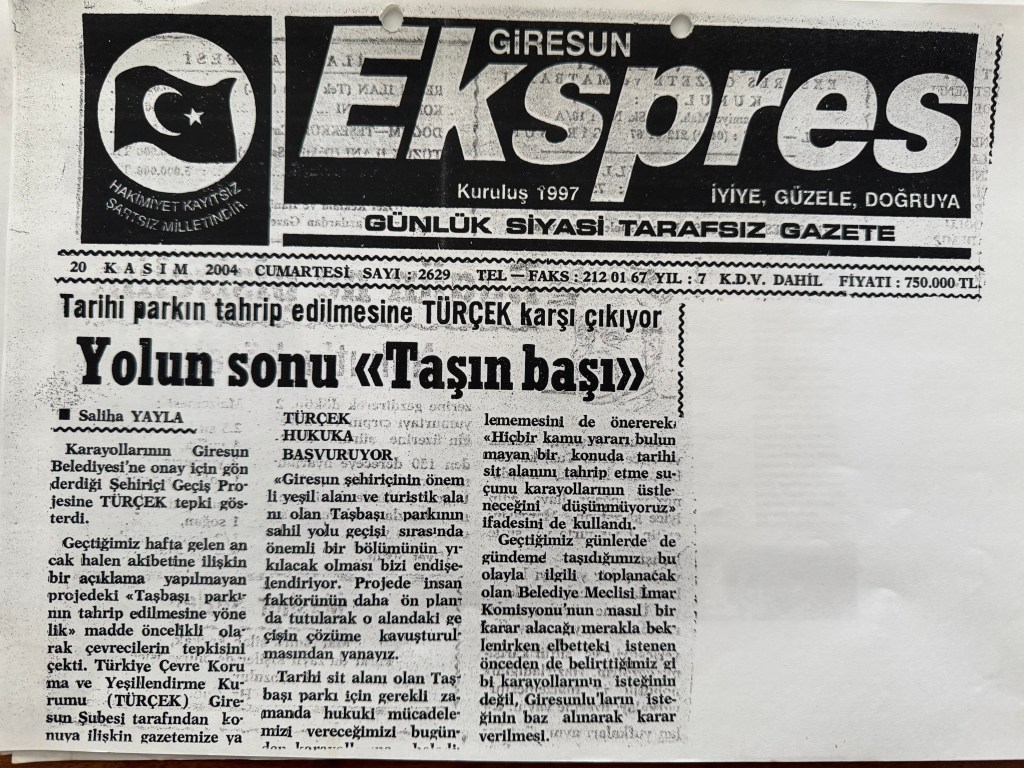 GİRESUN
Ekspres
Kuruluş 1997
İYİYE, GÜZELE, DOĞRUYA
HAKİMİYET KAYITSIZ
ŞARTSIZ MİLLETİNDİR.
GÜNLÜK SİYASİ TARAFSIZ GAZETE
20 KASIM 2004 CUMARTESİ SAYI : 2629 TEL — FAKS : 212 01 67 YIL : 7 K.D.V. DAHİL FİYATI : 750.000 TL.
Tarihi parkın tahrip edilmesine TÜRÇEK karşı çıkıyor
Yolun sonu «Taşın başı»
■ Saliha YAYLA
Karayollarının Giresun
Belediyesi'ne onay için gön
derdiği Şehiriçi Geçiş Pro-
jesine TÜRÇEK tepki gös-
terdi.
Geçtiğimiz hafta gelen an
cak halen akibetine ilişkin
bir açıklama yapılmayan
projedeki «Taşbaşı parkı-
nın tahrip edilmesine yöne
lik» madde öncelikli ola-
rak çevrecilerin tepkisini
çekti. Türkiye Çevre Koru
ma ve Yeşillendirme Ku-
rumu (TÜRÇEK) Gire-
sun Şubesi tarafından ko-
nuya ilişkin gazetemize ya
TÜRÇEK
HUKUKA
BAŞVURUYOR
«Giresun şehiriçinin önem
li yeşil alanı ve turistik ala
nı olan Taşbaşı parkının
sahil yolu geçişi sırasında
önemli bir bölümünün yı-
kılacak olması bizi endişe-
lendiriyor. Projede insan
faktörünün daha ön plan-
da tutularak o alandaki ge
çişin çözüme kavuşturul-
masından yanayız.
Tarihi sit alanı olan Taş-
başı parkı için gerekli za-
manda hukuki mücadele-
mizi vereceğimizi bugün-
lememesini de önererek
«Hiçbir kamu yararı bulun
mayan bir konuda tarihi
sit alanını tahrip etme su-
çunu karayollarının üstle-
neceğini düşünmüyoruz»
ifadesini de kullandı.
Geçtiğimiz günlerde de
gündeme taşıdığımız bu
olayla ilgili toplanacak
olan Belediye Meclisi İmar
Komisyonu'nun nasıl bir
karar alacağı merakla bek-
lenirken elbetteki istenen
önceden de belirttiğimiz gi
bi karayollarının isteğinin
değil, Giresunlu'ların iste-
ğinin baz alınarak karar
verilmesi.